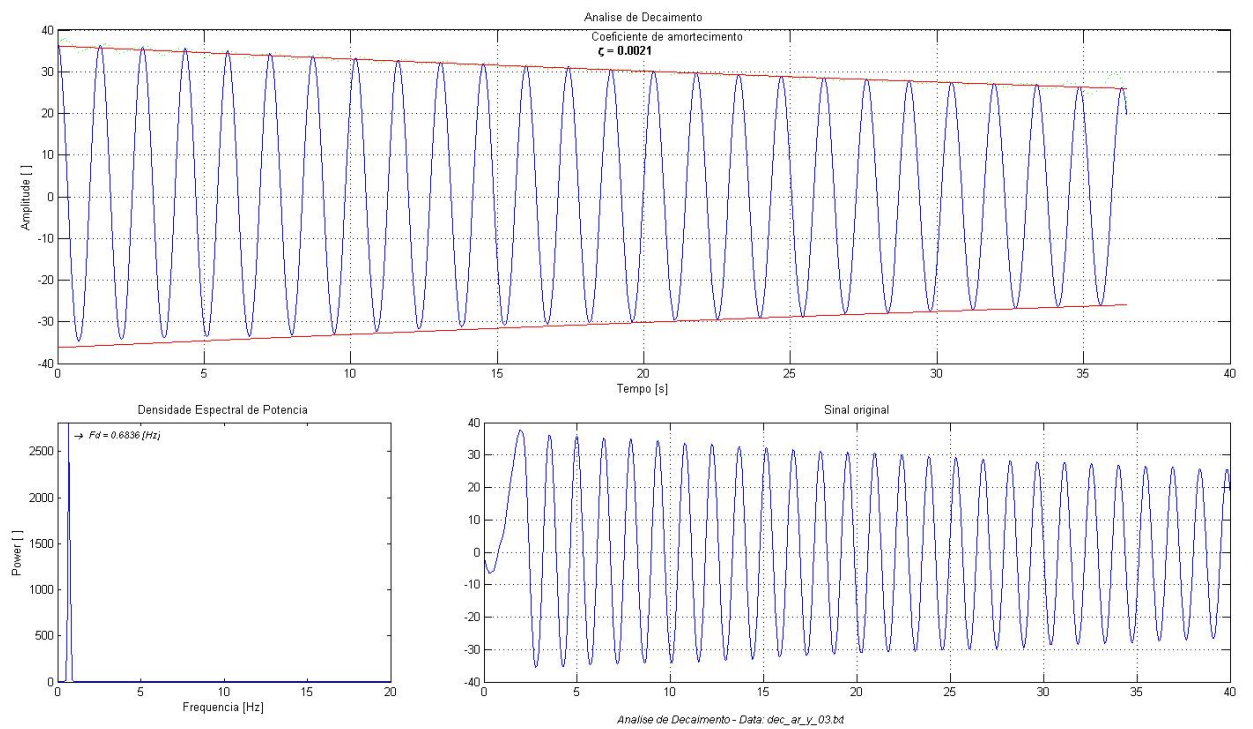 Analise de Decaimento
Coeficiente de amortecimento
ς = 0.0021
40
30
20
10
0
-10
-20
-30
-40
Amplitude [ ]
0 5 10 15 20 25 30 35 40
Tempo [s]
Densidade Espectral de Potencia
→ Fd = 0.6836 [Hz]
2500
2000
1500
1000
500
0
Power [ ]
0 5 10 15 20
Frequencia [Hz]
Sinal original
40
30
20
10
0
-10
-20
-30
-40
0 5 10 15 20 25 30 35 40
Analise de Decaimento - Data: dec_ar_y_03.txt